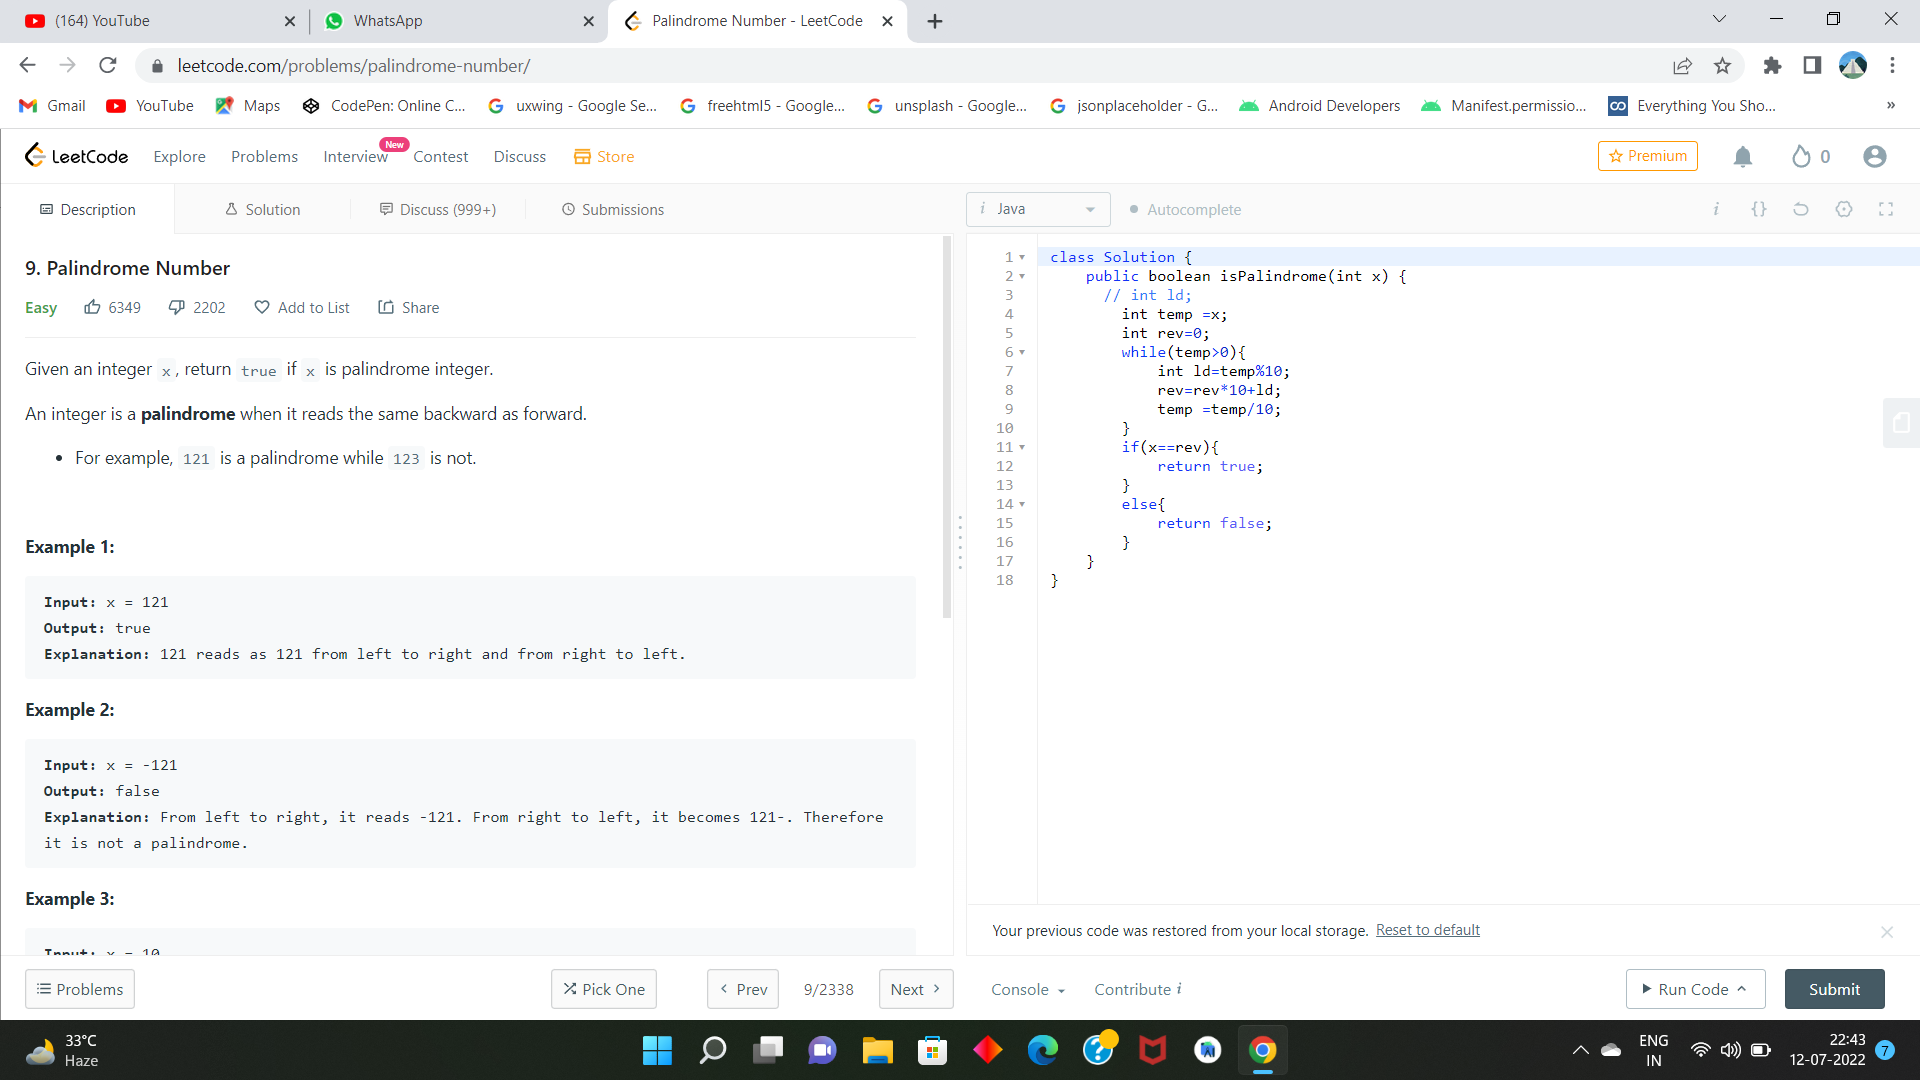 (164) YouTube
WhatsApp
Palindrome Number - LeetCode
leetcode.com/problems/palindrome-number/
Gmail
YouTube
Maps
CodePen: Online C...
uxwing - Google Se...
freehtml5 - Google...
unsplash - Google...
jsonplaceholder - G...
Android Developers
Manifest.permissio...
Everything You Sho...
»
LeetCode
Explore
Problems
Interview
New
Contest
Discuss
Store
Premium
0
Description
Solution
Discuss (999+)
Submissions
9. Palindrome Number
Easy
6349
2202
Add to List
Share
Given an integer x, return true if x is palindrome integer.
An integer is a palindrome when it reads the same backward as forward.
• For example, 121 is a palindrome while 123 is not.
Example 1:
Input: x = 121
Output: true
Explanation: 121 reads as 121 from left to right and from right to left.
Example 2:
Input: x = -121
Output: false
Explanation: From left to right, it reads -121. From right to left, it becomes 121-. Therefore
it is not a palindrome.
Example 3:
Input: x = 10
i Java
Autocomplete
i
{}
1 class Solution {
2 public boolean isPalindrome(int x) {
3 // int ld;
4 int temp =x;
5 int rev=0;
6 while(temp>0){
7 int ld=temp%10;
8 rev=rev*10+ld;
9 temp =temp/10;
10 }
11 if(x==rev){
12 return true;
13 }
14 else{
15 return false;
16 }
17 }
18 }
Your previous code was restored from your local storage. Reset to default
Problems
Pick One
Prev
9/2338
Next
Console
Contribute i
Run Code
Submit
33°C
Haze
ENG
IN
22:43
12-07-2022
7